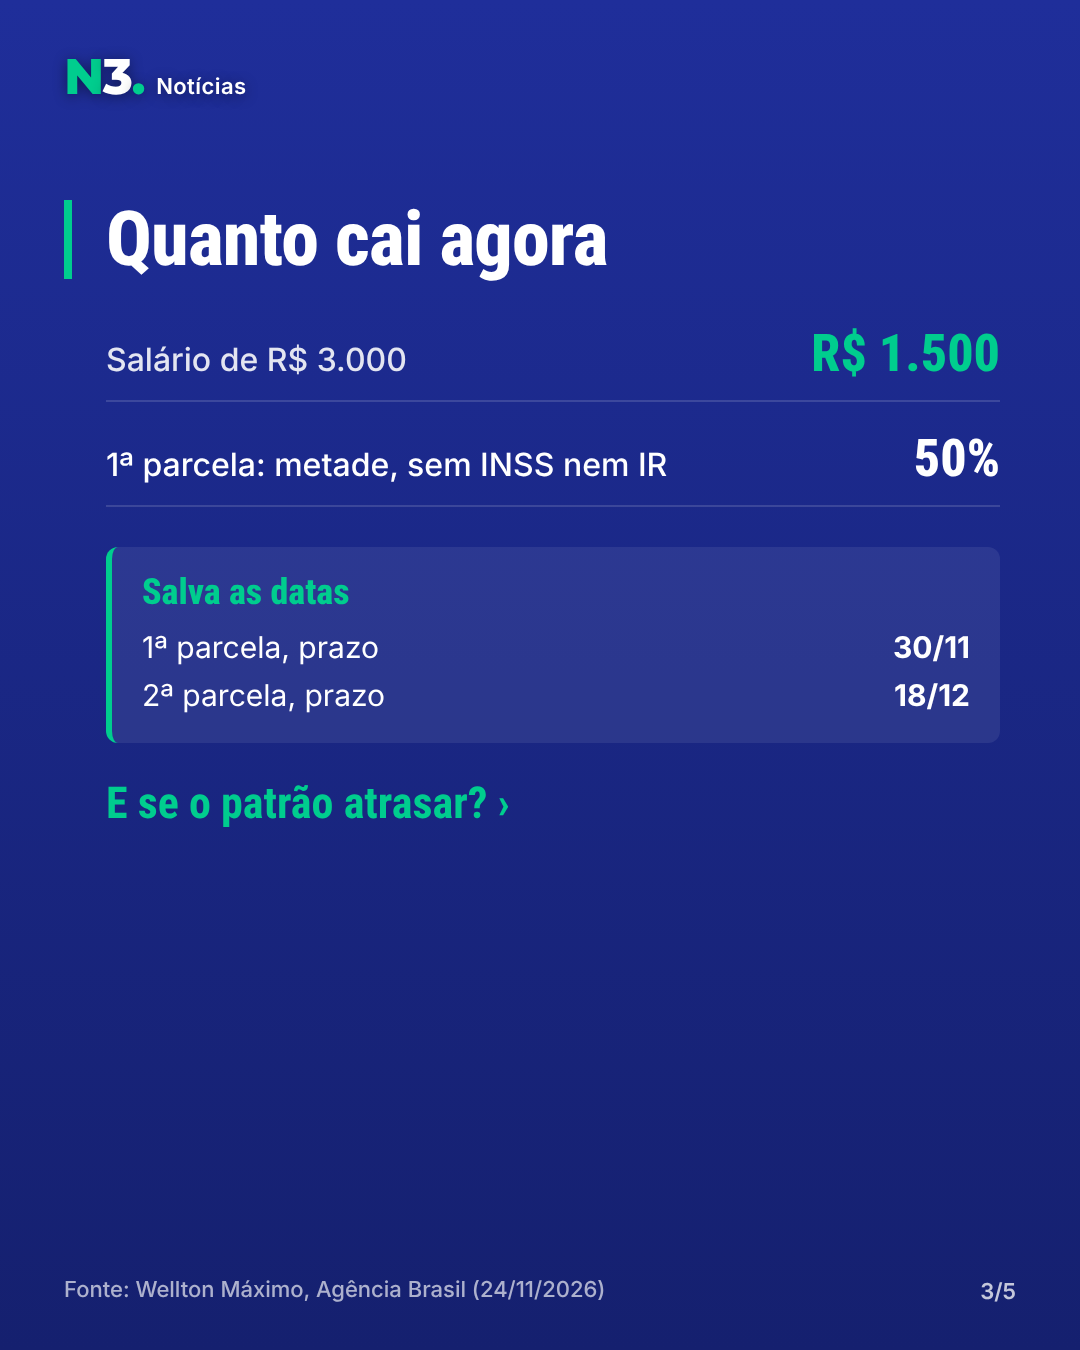 N3. Notícias
Quanto cai agora
Salário de R$ 3.000 R$ 1.500
1ª parcela: metade, sem INSS nem IR 50%
Salva as datas
1ª parcela, prazo 30/11
2ª parcela, prazo 18/12
E se o patrão atrasar? ›
Fonte: Wellton Máximo, Agência Brasil (24/11/2026) 3/5